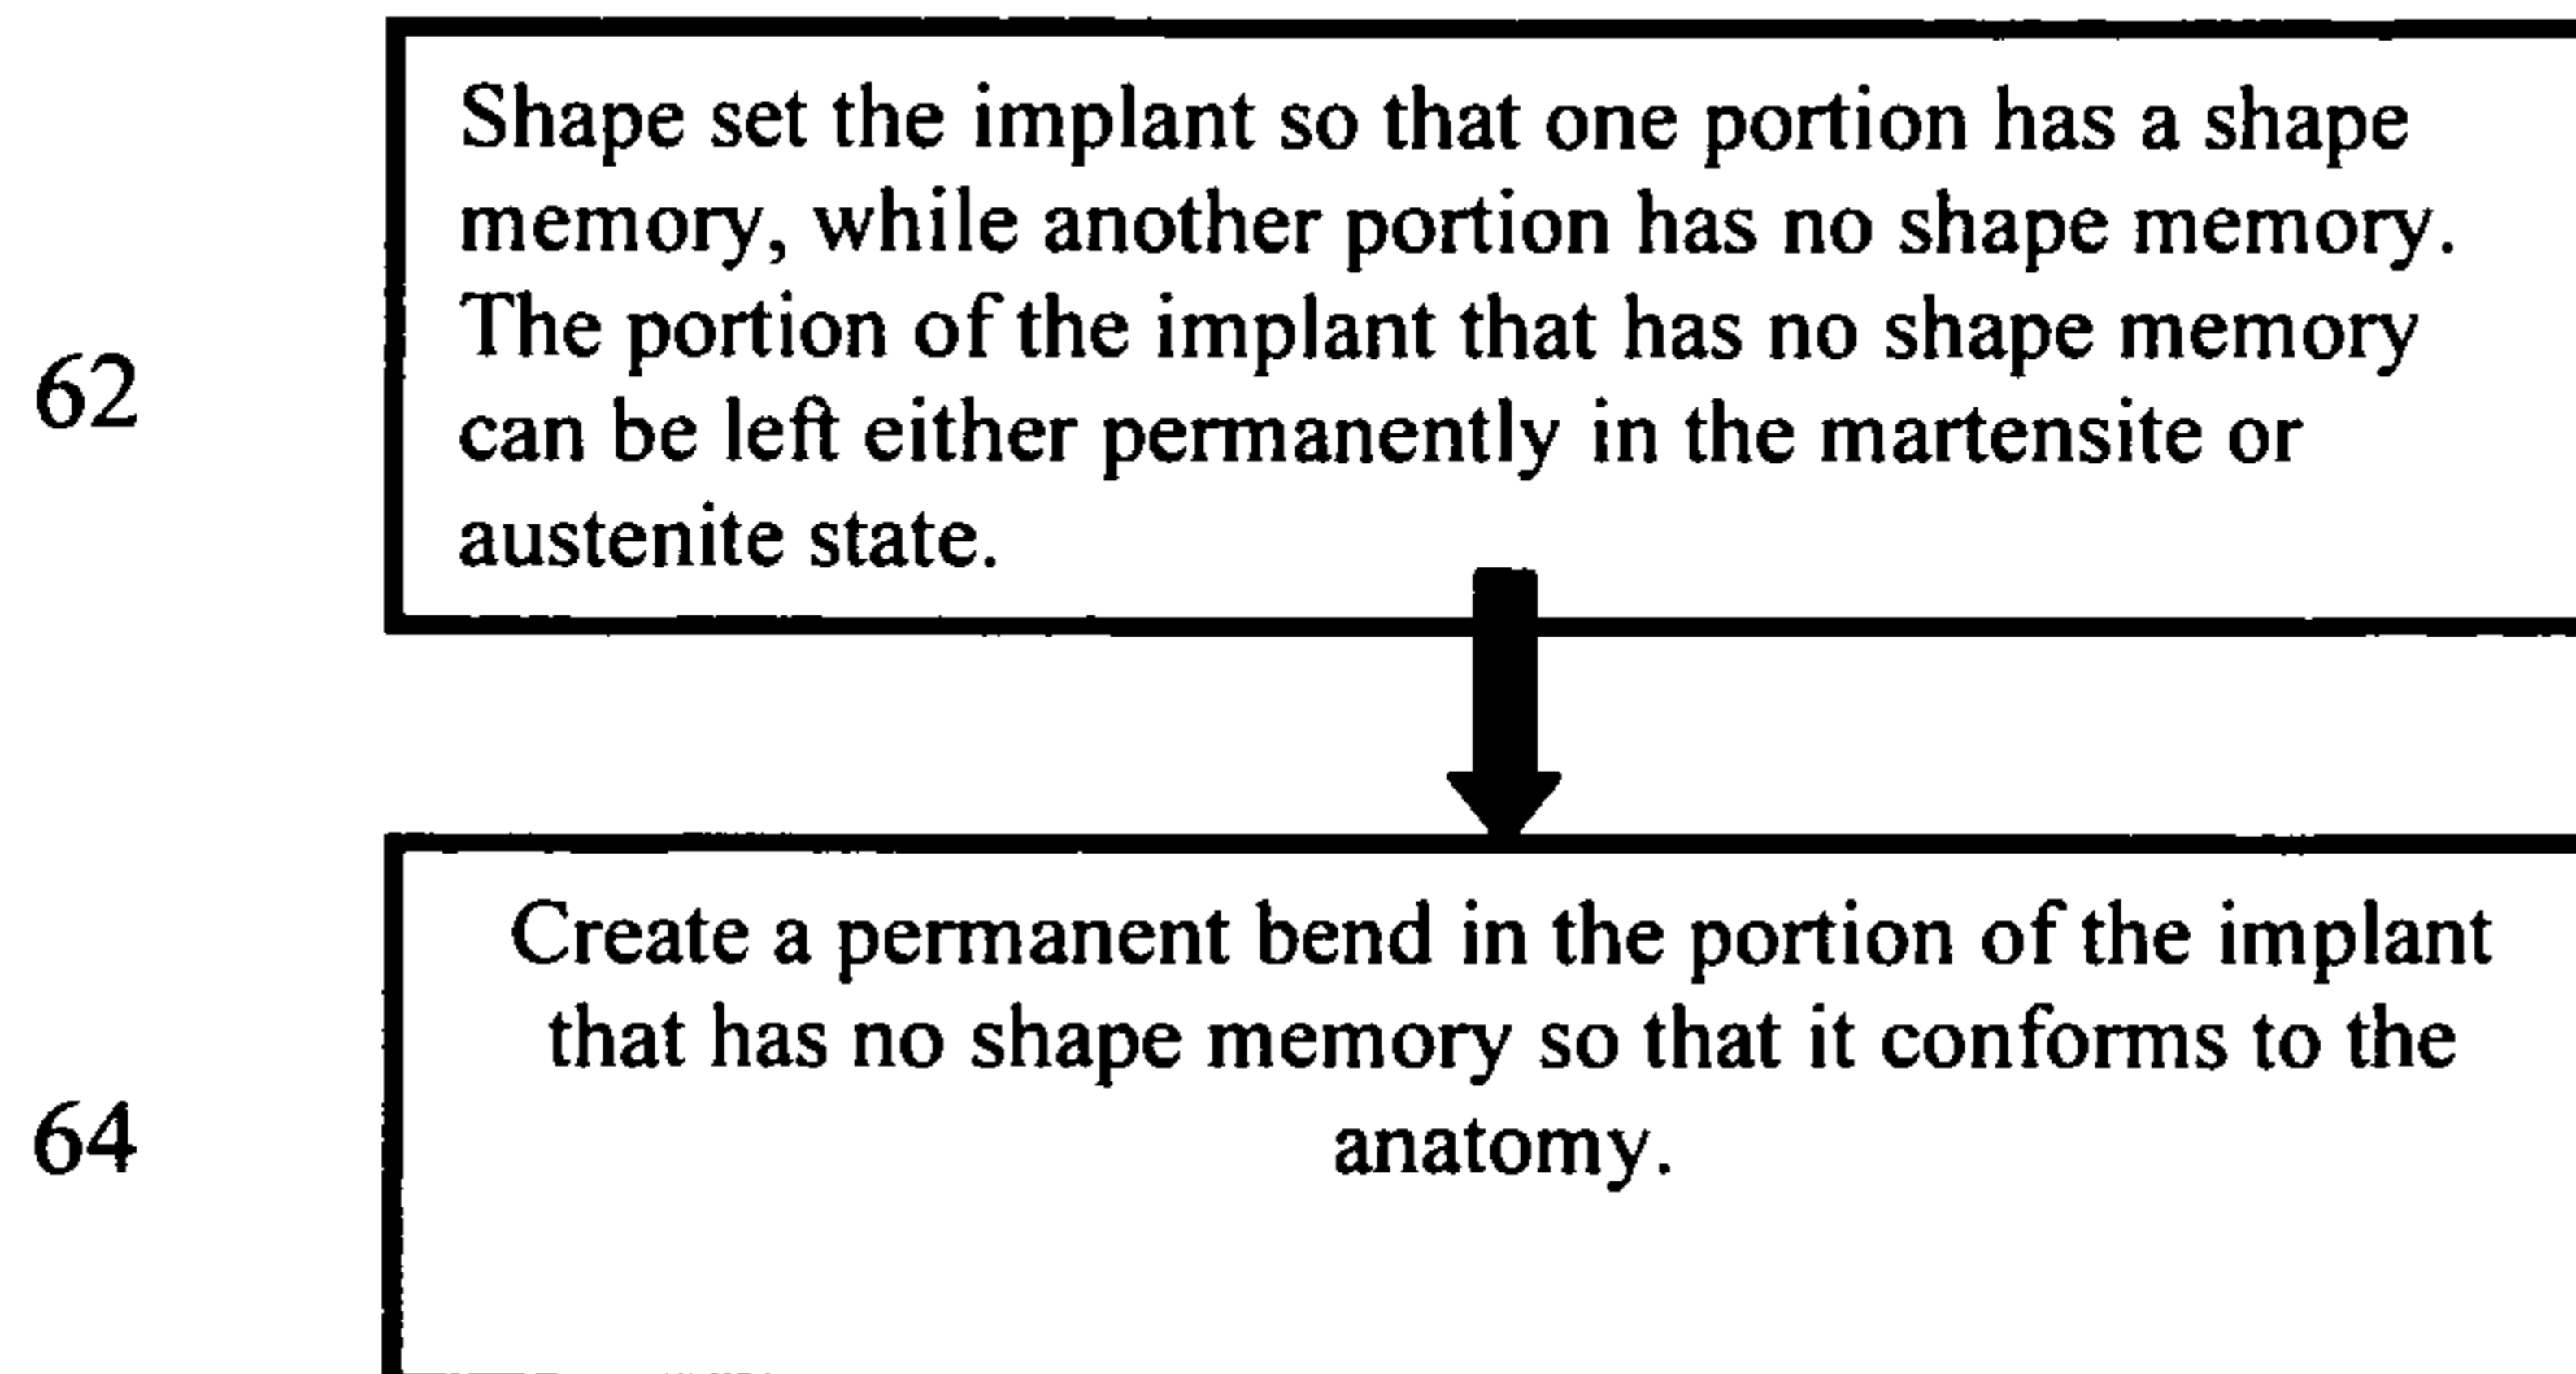 Shape set the implant so that one portion has a shape
memory, while another portion has no shape memory.
The portion of the implant that has no shape memory
can be left either permanently in the martensite or
austenite state.
62
Create a permanent bend in the portion of the implant
that has no shape memory so that it conforms to the
anatomy.
64